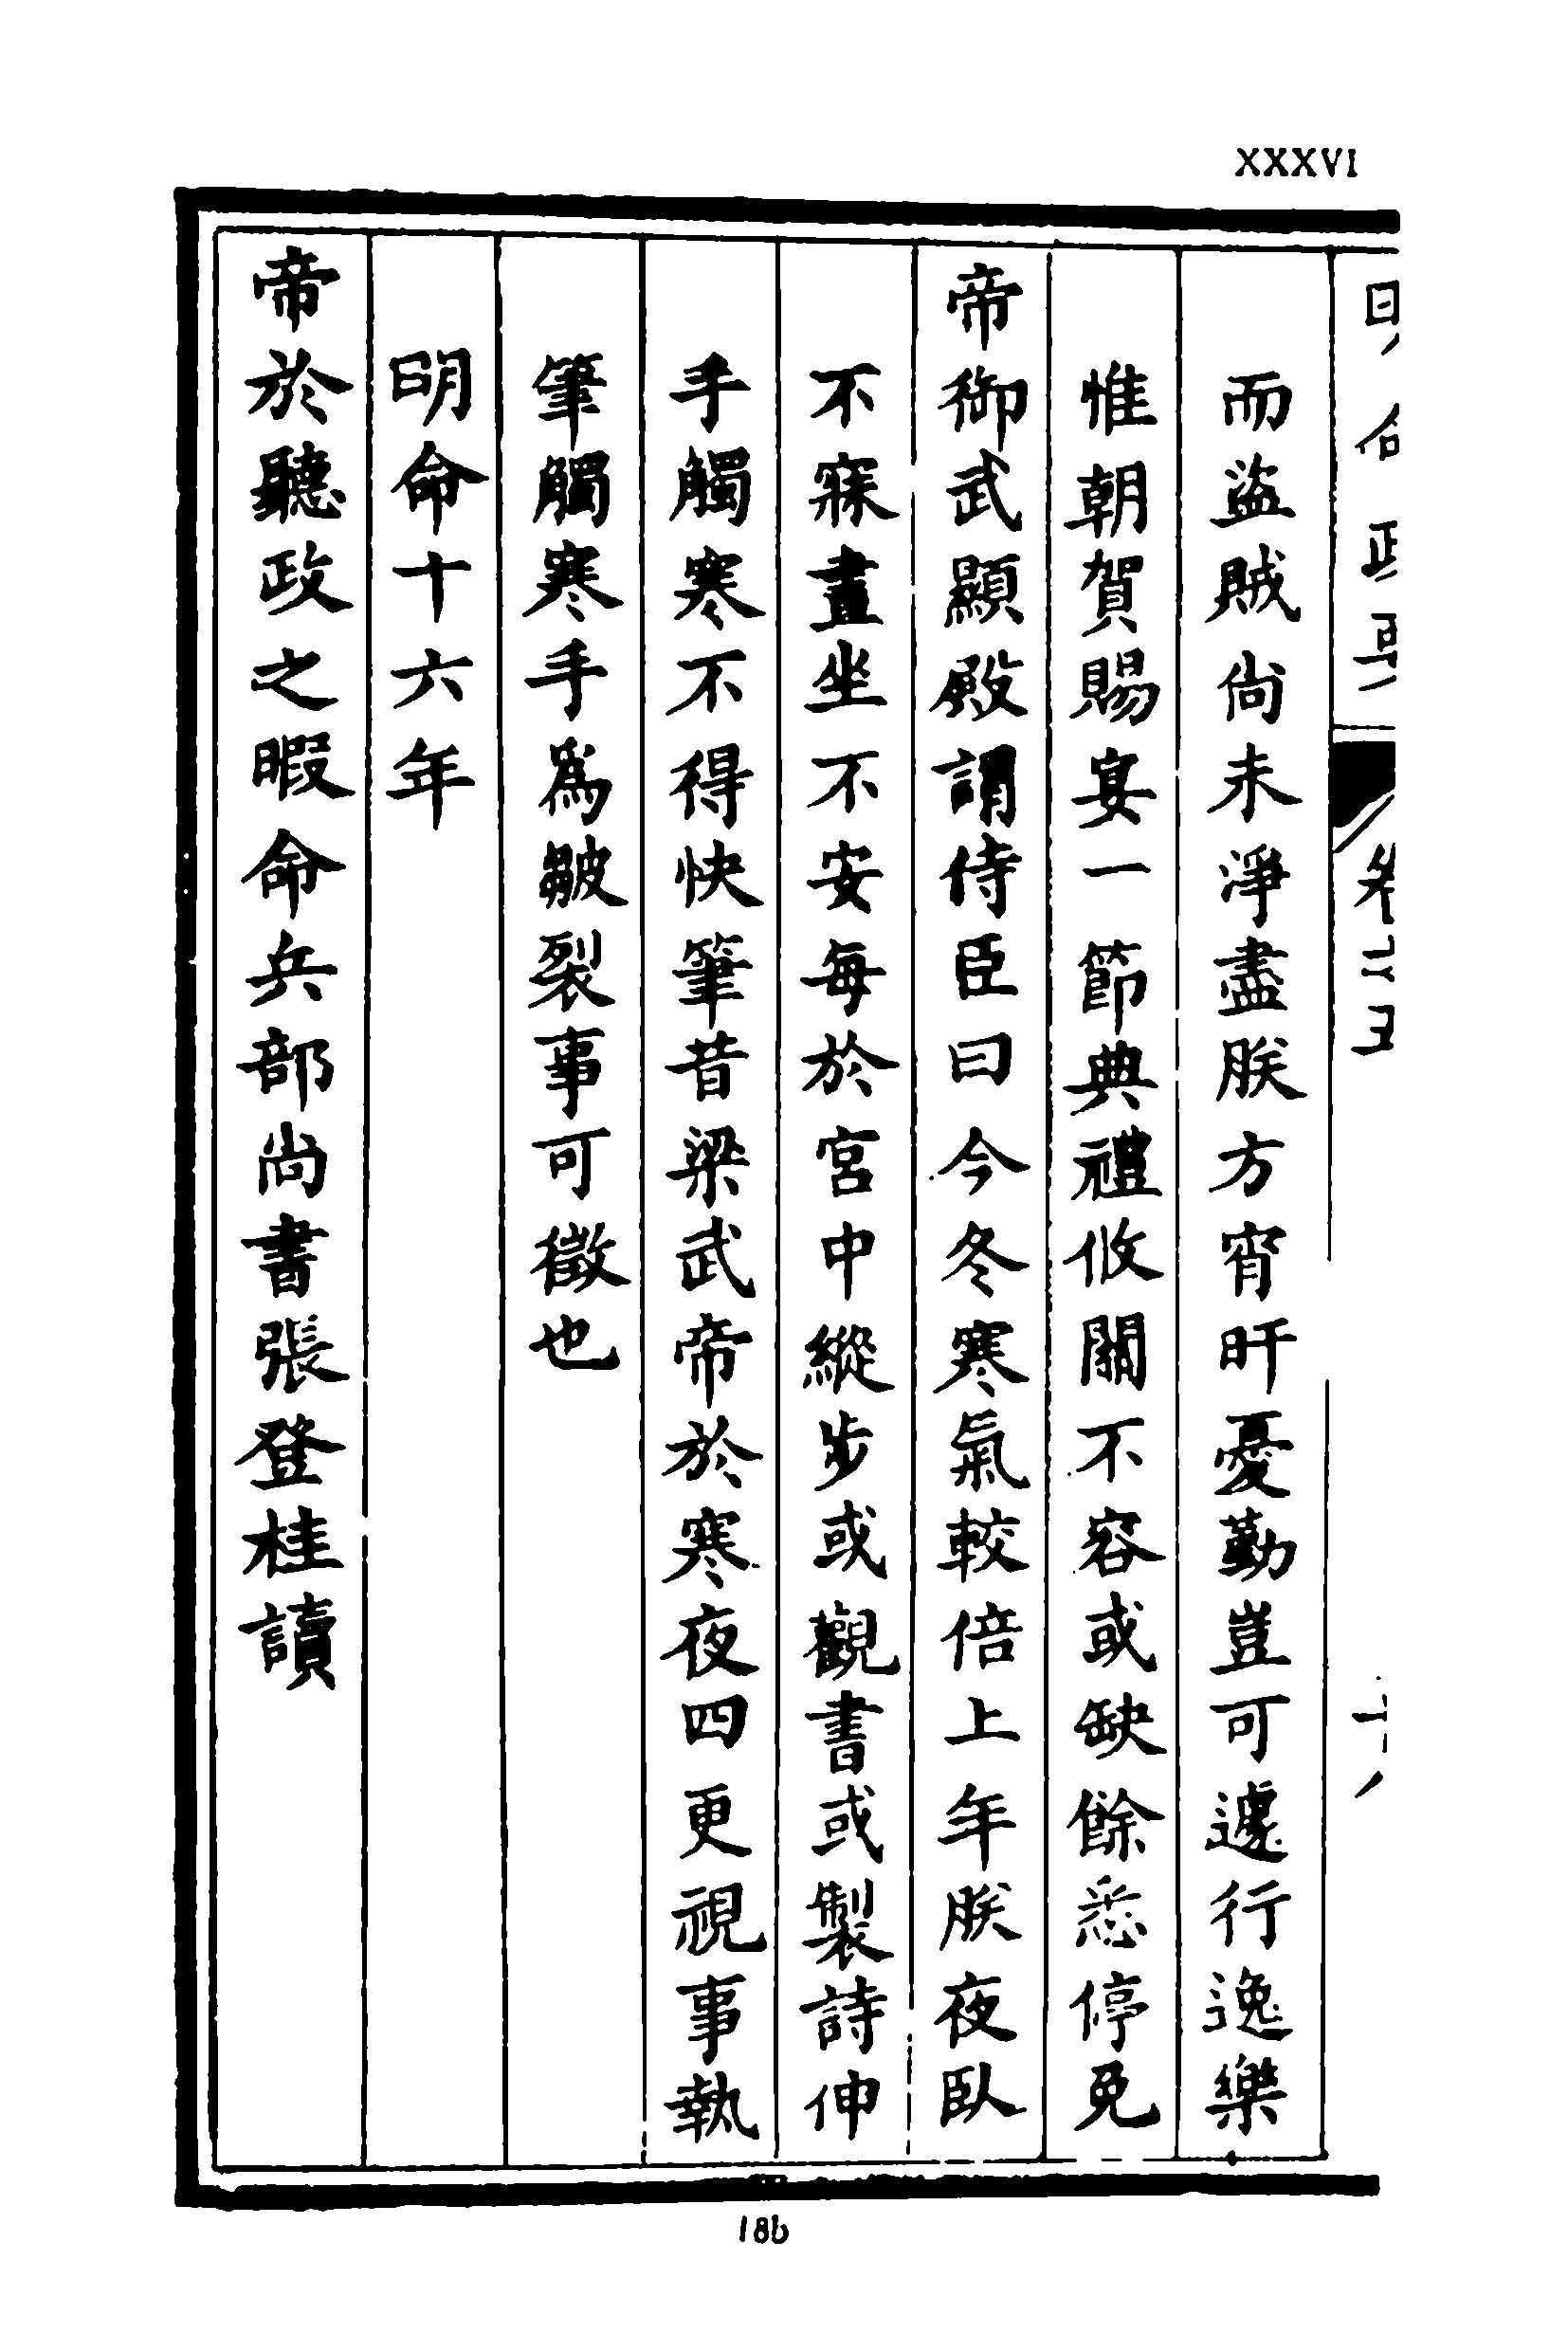 XXXVI
而盗賊尙未淨盡朕方宵旰憂勤豈可遽行逸樂
惟朝賀賜宴一節典禮攸關不容或缺餘悉停免
帝御武顯殿謂侍臣曰今冬寒氣較倍上年朕夜臥
不寐晝坐不安每於宮中縱步或觀書或製詩伸
手觸寒不得快筆昔梁武帝於寒夜四更視事執
筆觸寒手爲皴裂事可徵也
明命十六年
帝於聽政之暇命兵部尚書張登桂讀
18b